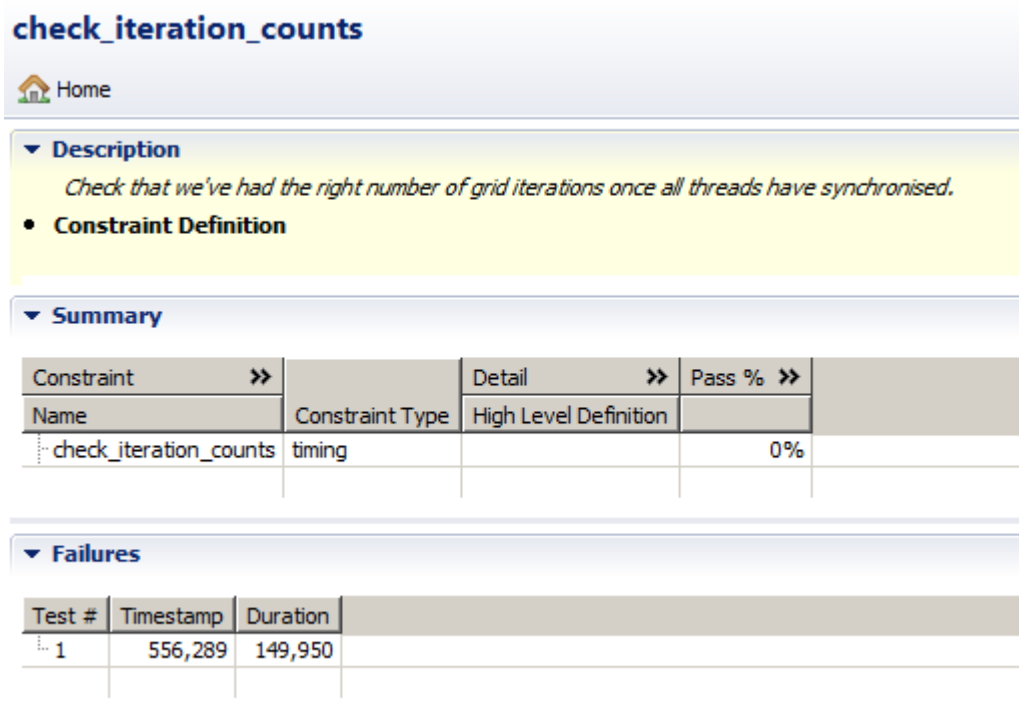 check_iteration_counts
Home
Description
Check that we've had the right number of grid iterations once all threads have synchronised.
• Constraint Definition
Summary
Constraint >> Detail >> Pass % >>
Name Constraint Type High Level Definition
check_iteration_counts timing 0%
Failures
Test # Timestamp Duration
1 556,289 149,950